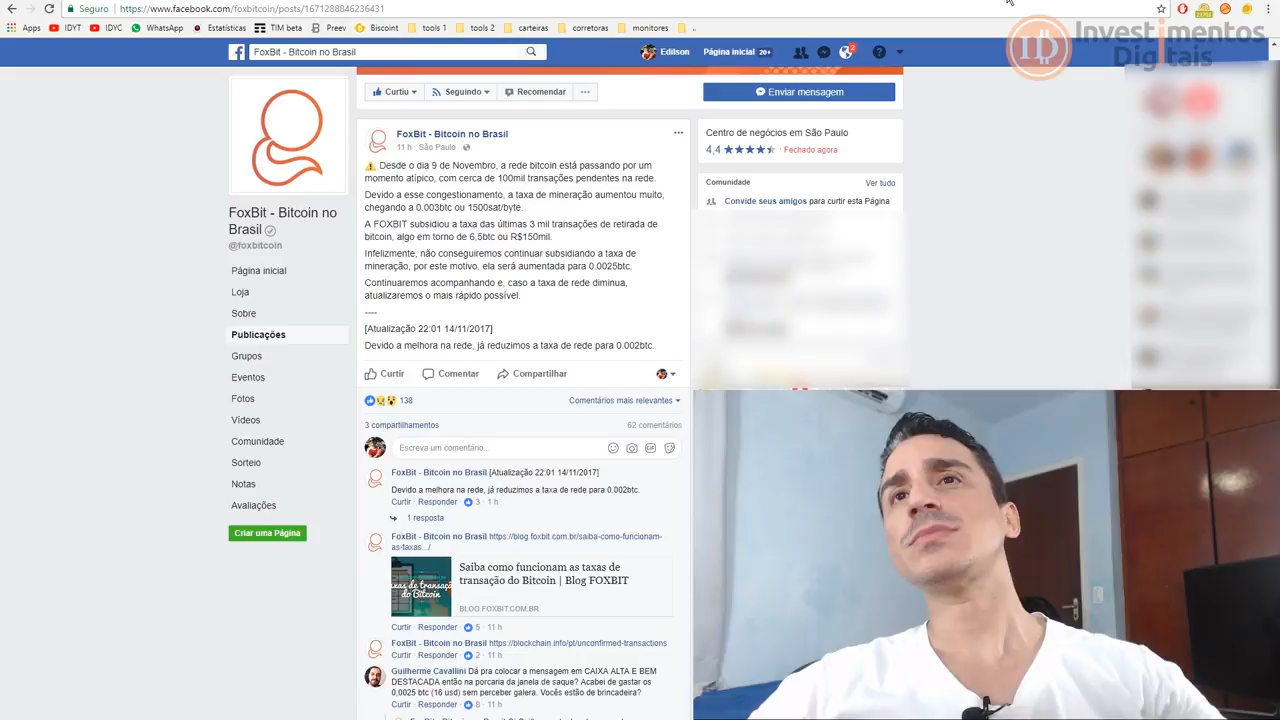 Seguro
https://www.facebook.com/foxbitcoin/posts/1671288846236431
Apps
IDYT
IDYC
WhatsApp
Estatísticas
TIM beta
Preev
Biscoint
tools 1
tools 2
carteiras
corretoras
monitores
Investimentos
Digitais
FoxBit - Bitcoin no Brasil
Edilson
Página inicial 20+
2
Curtiu
Seguindo
Recomendar
Enviar mensagem
FoxBit - Bitcoin no
Brasil
@foxbitcoin
Página inicial
Loja
Sobre
Publicações
Grupos
Eventos
Fotos
Vídeos
Comunidade
Sorteio
Notas
Avaliações
Criar uma Página
FoxBit - Bitcoin no Brasil
11 h · São Paulo ·
Desde o dia 9 de Novembro, a rede bitcoin está passando por um
momento atípico, com cerca de 100mil transações pendentes na rede.
Devido a esse congestionamento, a taxa de mineração aumentou muito,
chegando a 0.003btc ou 1500sat/byte.
A FOXBIT subsidiou a taxa das últimas 3 mil transações de retirada de
bitcoin, algo em torno de 6,5btc ou R$150mil.
Infelizmente, não conseguiremos continuar subsidiando a taxa de
mineração, por este motivo, ela será aumentada para 0.0025btc.
Continuaremos acompanhando e, caso a taxa de rede diminua,
atualizaremos o mais rápido possível.
----
[Atualização 22:01 14/11/2017]
Devido a melhora na rede, já reduzimos a taxa de rede para 0.002btc.
Curtir
Comentar
Compartilhar
138
Comentários mais relevantes
3 compartilhamentos
62 comentários
Escreva um comentário...
FoxBit - Bitcoin no Brasil [Atualização 22:01 14/11/2017]
Devido a melhora na rede, já reduzimos a taxa de rede para 0.002btc.
Curtir · Responder · 3 · 1 h
1 resposta
FoxBit - Bitcoin no Brasil https://blog.foxbit.com.br/saiba-como-funcionam-
as-taxas.../
Saiba como funcionam as taxas de
transação do Bitcoin | Blog FOXBIT
BLOG.FOXBIT.COM.BR
Curtir · Responder · 5 · 11 h
FoxBit - Bitcoin no Brasil https://blockchain.info/pt/unconfirmed-transactions
Curtir · Responder · 2 · 11 h
Guilherme Cavallini Dá pra colocar a mensagem em CAIXA ALTA E BEM
DESTACADA então na porcaria da janela de saque? Acabei de gastar os
0,0025 btc (16 usd) sem perceber galera. Vocês estão de brincadeira?
Curtir · Responder · 8 · 11 h
Centro de negócios em São Paulo
4,4
Fechado agora
Comunidade
Ver tudo
Convide seus amigos para curtir esta Página